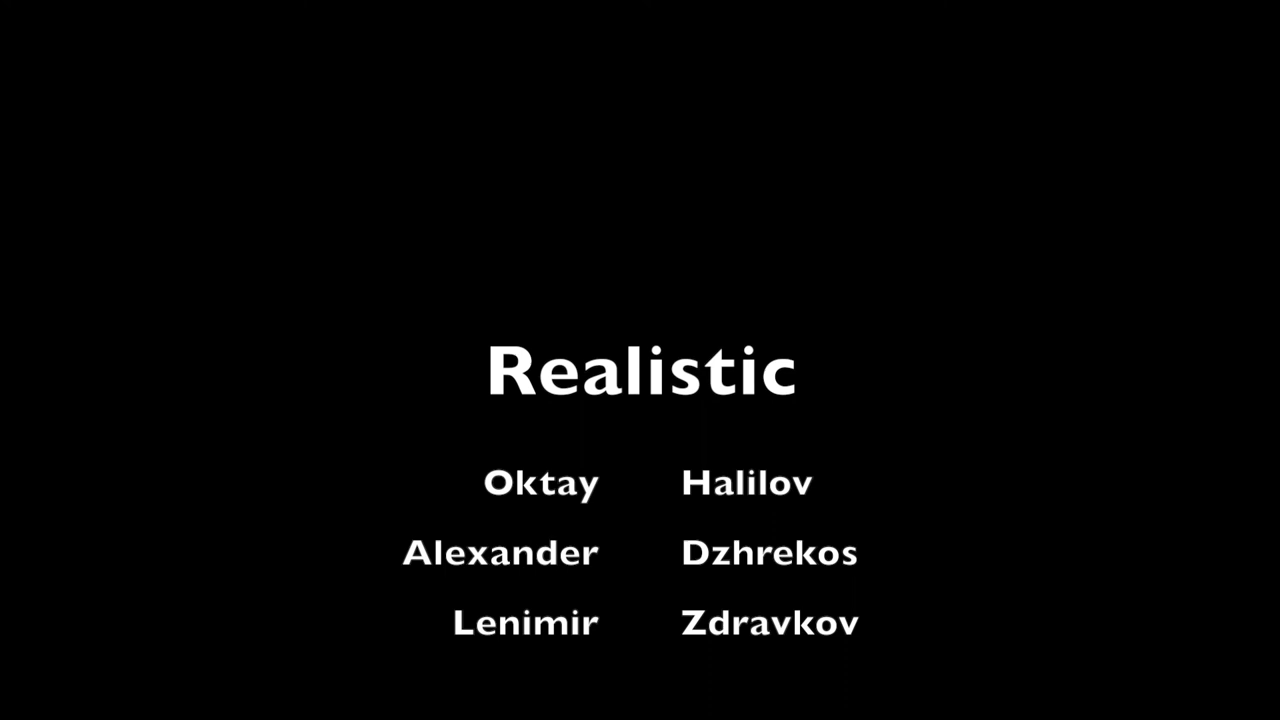 Realistic
Oktay Halilov
Alexander Dzhrekos
Lenimir Zdravkov